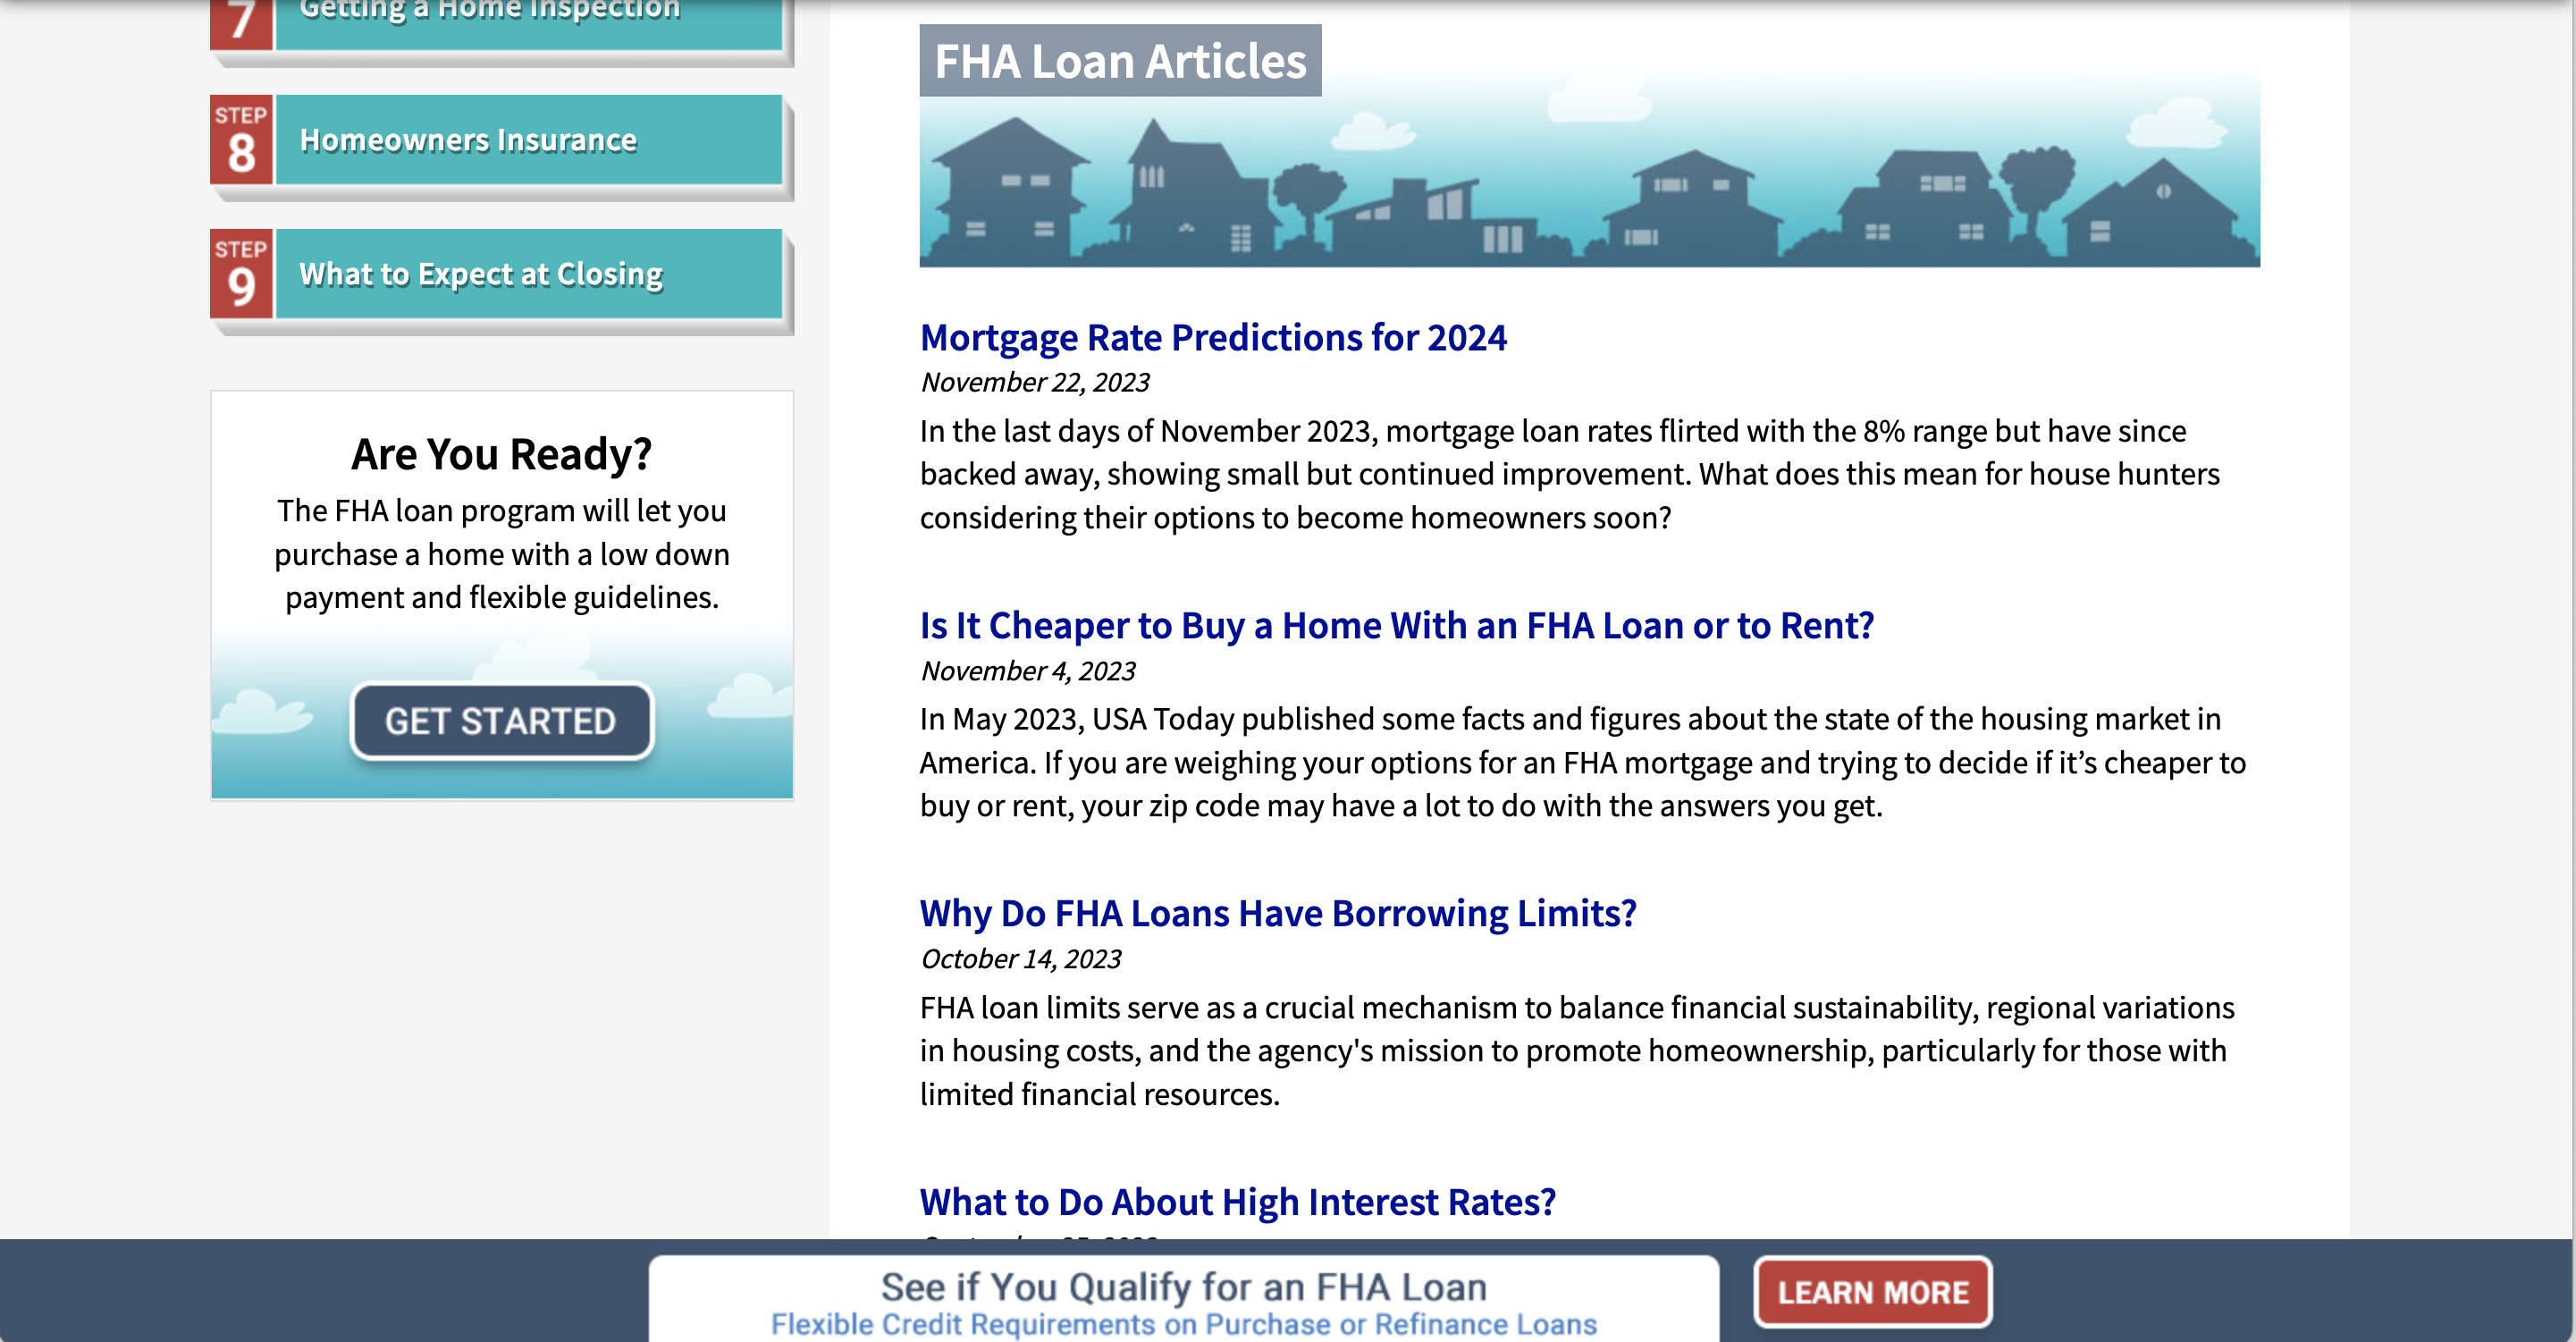 7
Getting a Home Inspection
STEP
8
Homeowners Insurance
STEP
9
What to Expect at Closing
Are You Ready?
The FHA loan program will let you
purchase a home with a low down
payment and flexible guidelines.
GET STARTED
FHA Loan Articles
Mortgage Rate Predictions for 2024
November 22, 2023
In the last days of November 2023, mortgage loan rates flirted with the 8% range but have since
backed away, showing small but continued improvement. What does this mean for house hunters
considering their options to become homeowners soon?
Is It Cheaper to Buy a Home With an FHA Loan or to Rent?
November 4, 2023
In May 2023, USA Today published some facts and figures about the state of the housing market in
America. If you are weighing your options for an FHA mortgage and trying to decide if it’s cheaper to
buy or rent, your zip code may have a lot to do with the answers you get.
Why Do FHA Loans Have Borrowing Limits?
October 14, 2023
FHA loan limits serve as a crucial mechanism to balance financial sustainability, regional variations
in housing costs, and the agency's mission to promote homeownership, particularly for those with
limited financial resources.
What to Do About High Interest Rates?
See if You Qualify for an FHA Loan
Flexible Credit Requirements on Purchase or Refinance Loans
LEARN MORE